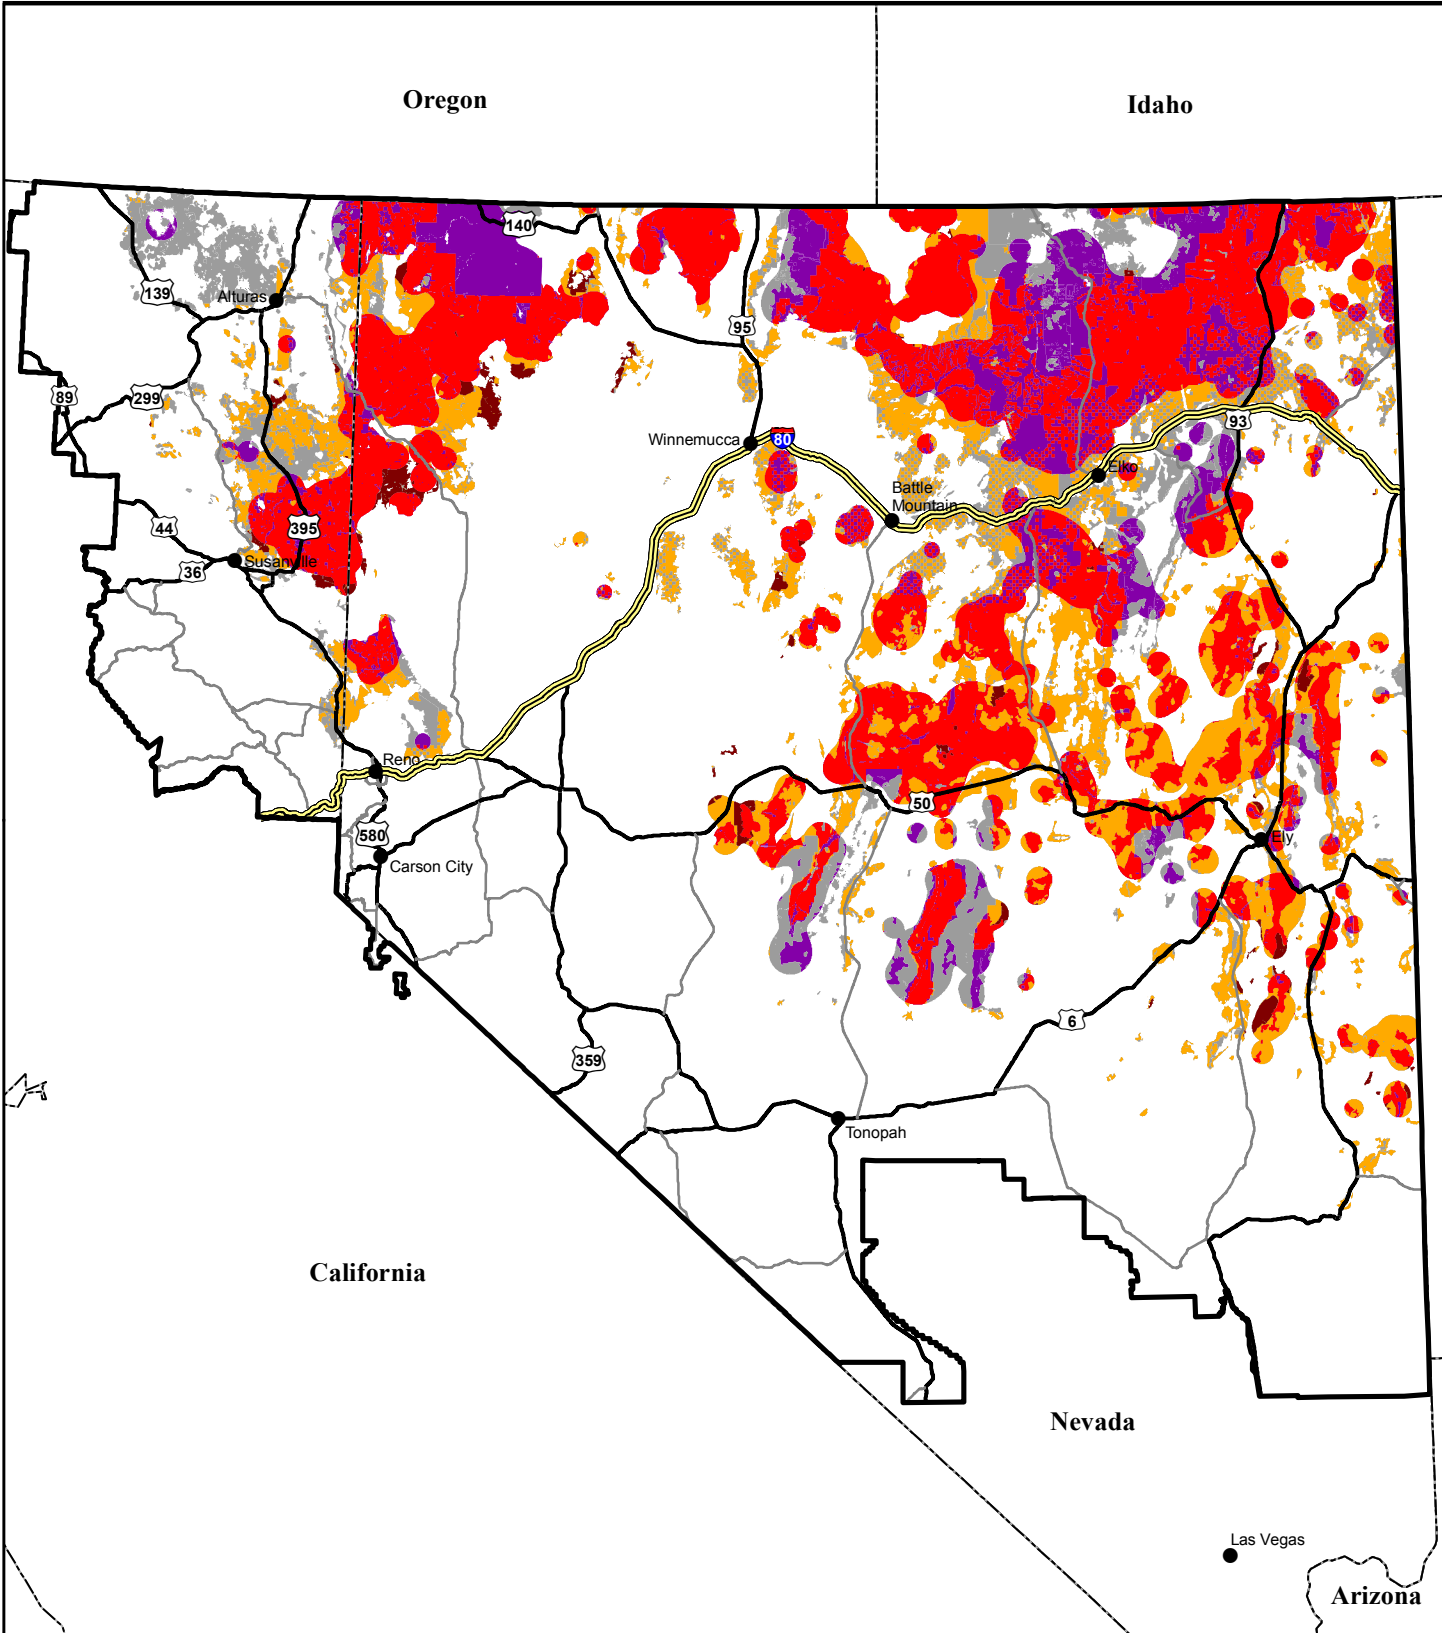 Oregon
Idaho
140
139
Alturas
95
89
299
93
Winnemucca
80
Elko
Battle
Mountain
44
395
36
Susanville
Reno
50
580
Ely
Carson City
6
359
Tonopah
California
Nevada
Las Vegas
Arizona